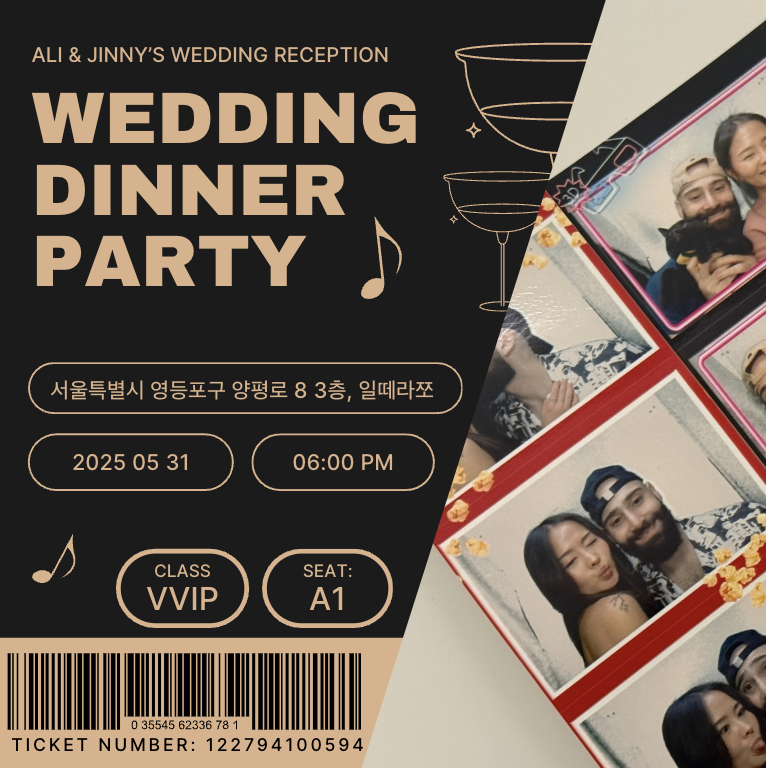 ALI & JINNY’S WEDDING RECEPTION
WEDDING
DINNER
PARTY
서울특별시 영등포구 양평로 8 3층, 일떼라쪼
2025 05 31
06:00 PM
CLASS
VVIP
SEAT:
A1
0 35545 62336 78 1
TICKET NUMBER: 122794100594